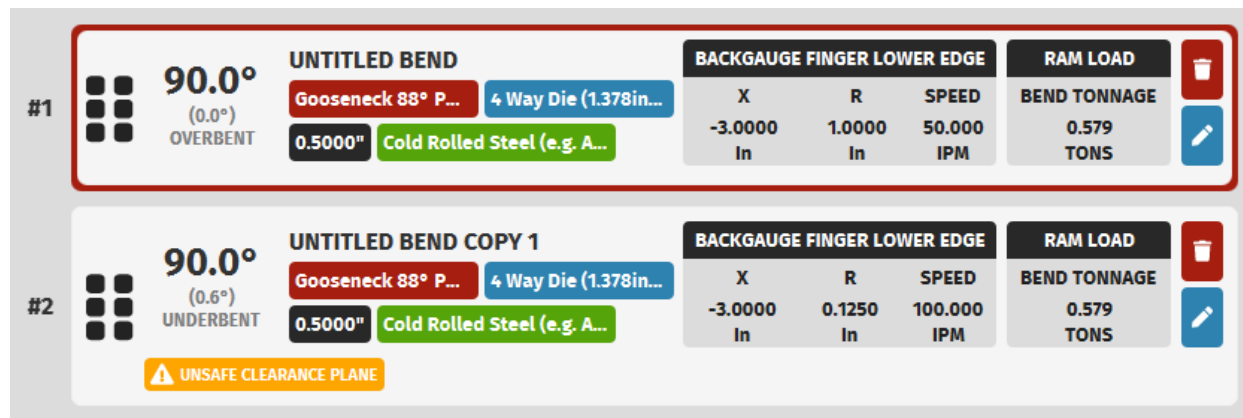 #1
90.0°
(0.0°)
OVERBENT
UNTITLED BEND
Gooseneck 88° P... 4 Way Die (1.378in...
0.5000" Cold Rolled Steel (e.g. A...
BACKGAUGE FINGER LOWER EDGE
X R SPEED
-3.0000 1.0000 50.000
In In IPM
RAM LOAD
BEND TONNAGE
0.579
TONS
#2
90.0°
(0.6°)
UNDERBENT
UNTITLED BEND COPY 1
Gooseneck 88° P... 4 Way Die (1.378in...
0.5000" Cold Rolled Steel (e.g. A...
BACKGAUGE FINGER LOWER EDGE
X R SPEED
-3.0000 0.1250 100.000
In In IPM
RAM LOAD
BEND TONNAGE
0.579
TONS
UNSAFE CLEARANCE PLANE